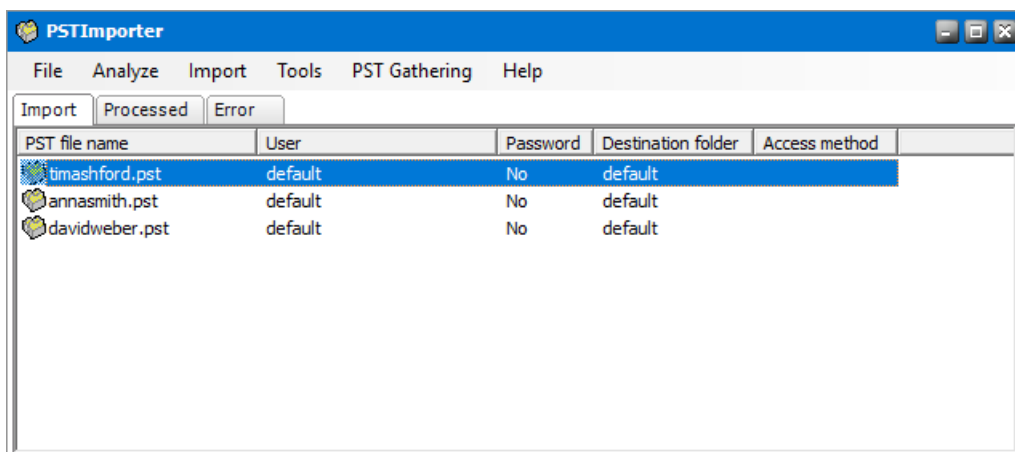 PSTImporter
File Analyze Import Tools PST Gathering Help
Import Processed Error
PST file name User Password Destination folder Access method
timashford.pst default No default
annasmith.pst default No default
davidweber.pst default No default